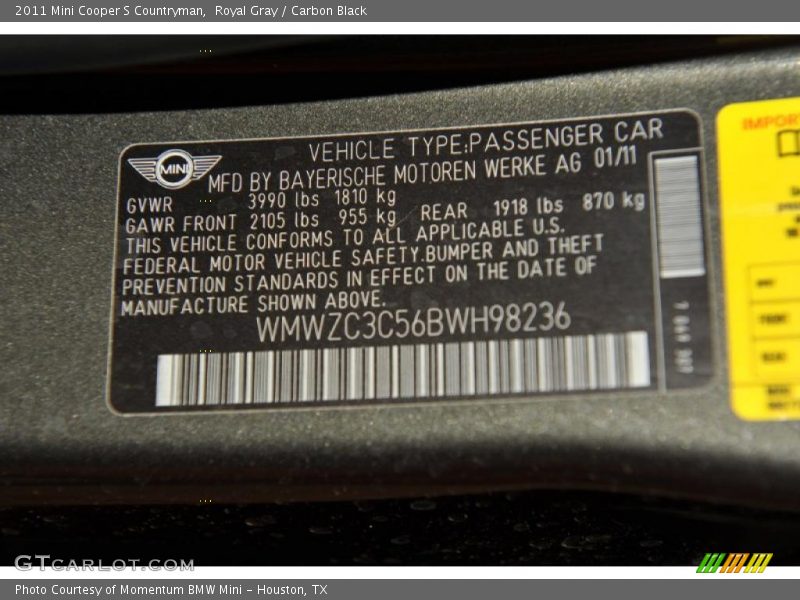 2011 Mini Cooper S Countryman, Royal Gray / Carbon Black
MINI
VEHICLE TYPE:PASSENGER CAR
MFD BY BAYERISCHE MOTOREN WERKE AG 01/11
GVWR 3990 lbs 1810 kg
GAWR FRONT 2105 lbs 955 kg REAR 1918 lbs 870 kg
THIS VEHICLE CONFORMS TO ALL APPLICABLE U.S.
FEDERAL MOTOR VEHICLE SAFETY.BUMPER AND THEFT
PREVENTION STANDARDS IN EFFECT ON THE DATE OF
MANUFACTURE SHOWN ABOVE.
WMWZC3C56BWH98236
GTCARLOT.COM
Photo Courtesy of Momentum BMW Mini - Houston, TX